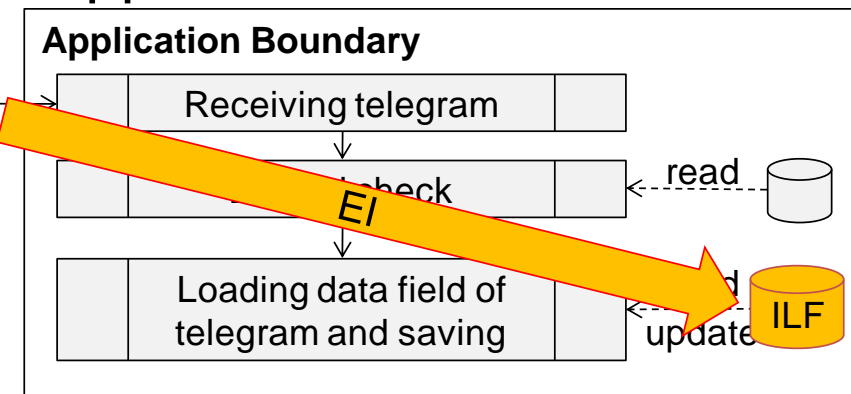 Application Boundary
Receiving telegram
check
read
EI
Loading data field of
telegram and saving
update
ILF